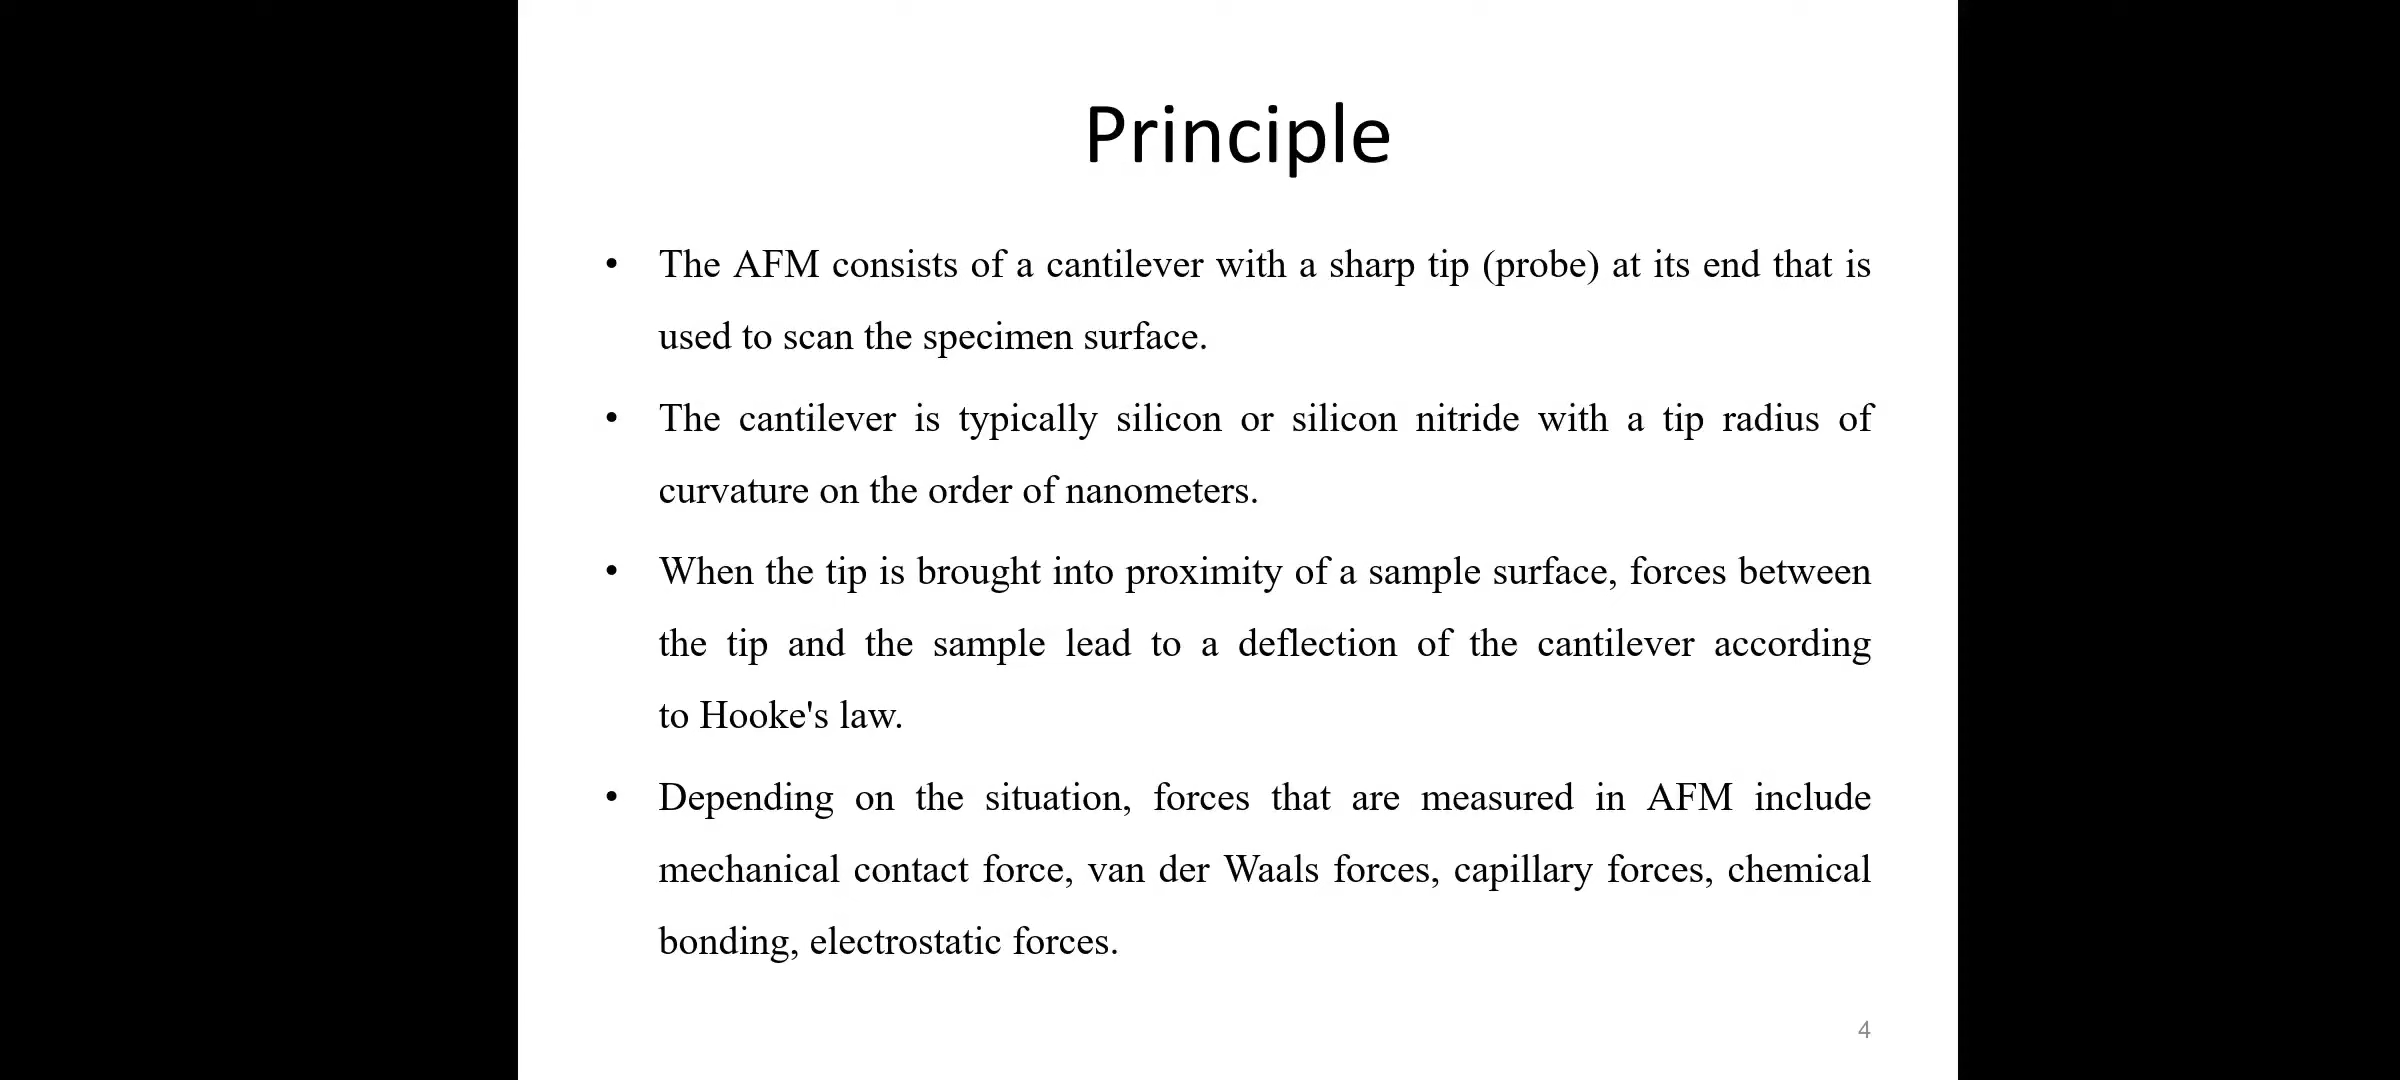 Principle
• The AFM consists of a cantilever with a sharp tip (probe) at its end that is
used to scan the specimen surface.
• The cantilever is typically silicon or silicon nitride with a tip radius of
curvature on the order of nanometers.
• When the tip is brought into proximity of a sample surface, forces between
the tip and the sample lead to a deflection of the cantilever according
to Hooke's law.
• Depending on the situation, forces that are measured in AFM include
mechanical contact force, van der Waals forces, capillary forces, chemical
bonding, electrostatic forces.
4